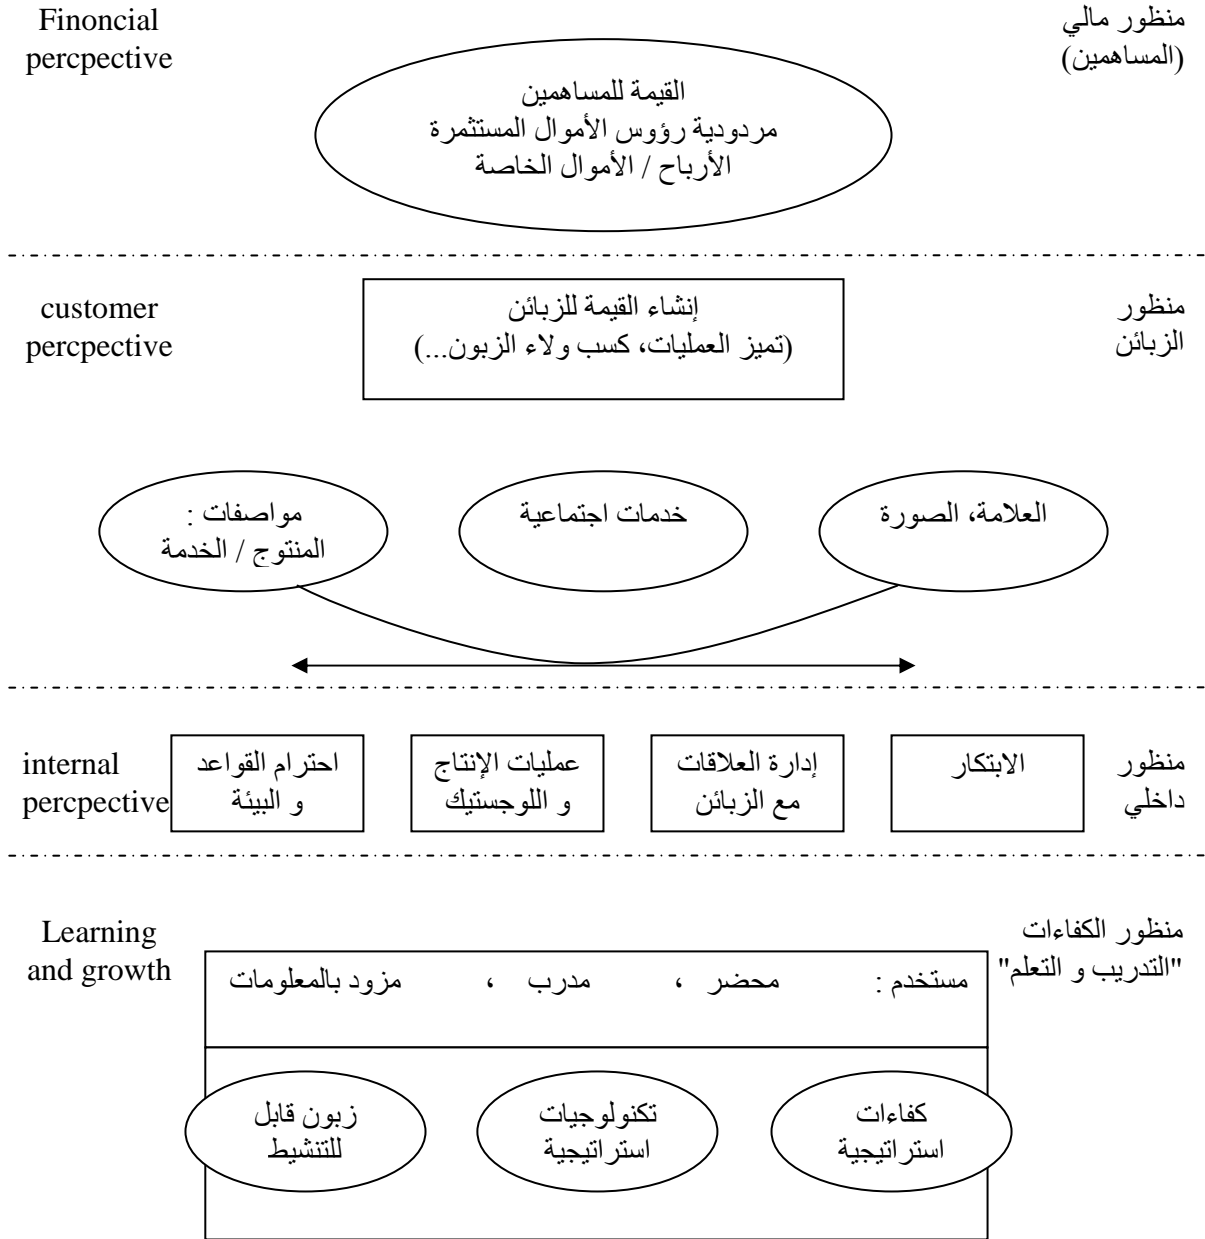 Finoncial
percpective
منظور مالي
(المساهمين)
القيمة للمساهمين
مردودية رؤوس الأموال المستثمرة
الأرباح / الأموال الخاصة
customer
percpective
إنشاء القيمة للزبائن
(تميز العمليات، كسب ولاء الزبون...)
منظور
الزبائن
العلامة، الصورة
خدمات اجتماعية
مواصفات :
المنتوج / الخدمة
internal
percpective
منظور
داخلي
الابتكار
إدارة العلاقات
مع الزبائن
عمليات الإنتاج
و اللوجستيك
احترام القواعد
و البيئة
Learning
and growth
منظور الكفاءات
"التدريب و التعلم"
مستخدم : محضر ، مدرب ، مزود بالمعلومات
كفاءات
استراتيجية
تكنولوجيات
استراتيجية
زبون قابل
للتنشيط